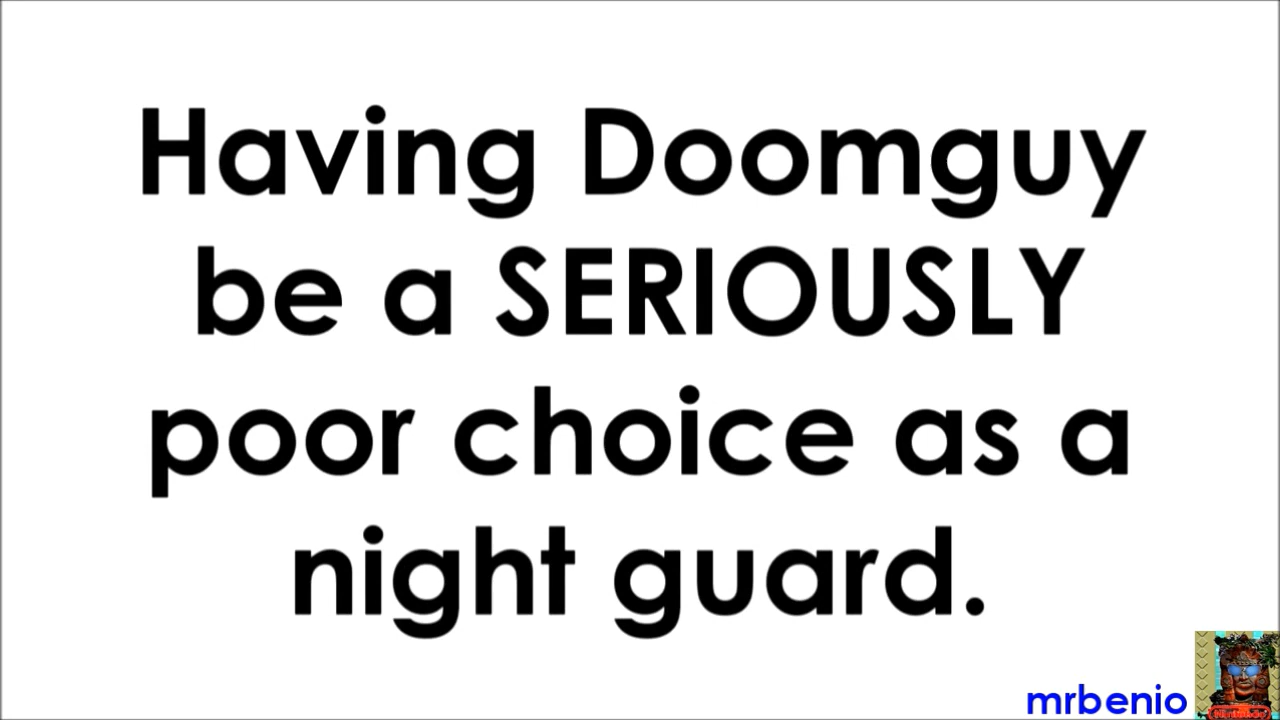 Having Doomguy
be a SERIOUSLY
poor choice as a
night guard.
mrbenio